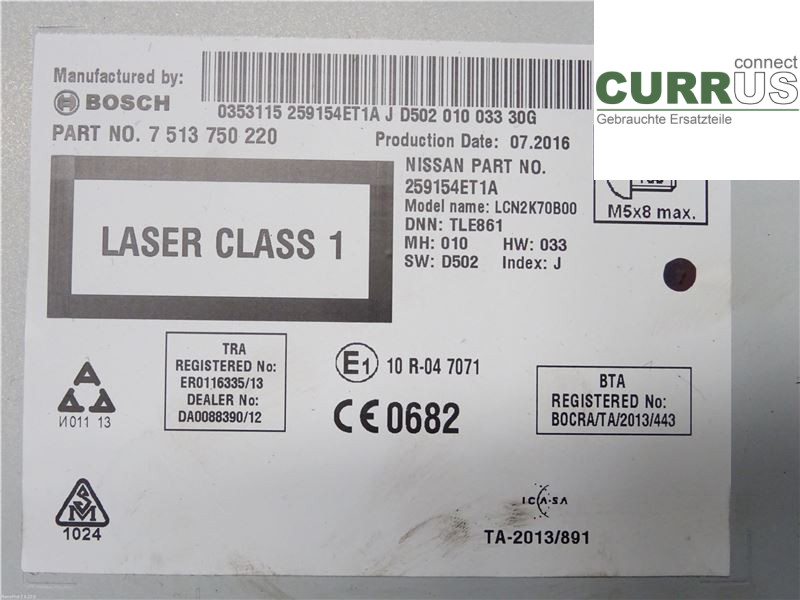 Manufactured by:
BOSCH
0353115 259154ET1A J D502 010 033 30G
PART NO. 7 513 750 220
Production Date: 07.2016
NISSAN PART NO.
259154ET1A
Model name: LCN2K70B00
DNN: TLE861
MH: 010 HW: 033
SW: D502 Index: J
LASER CLASS 1
connect
CURRUS
Gebrauchte Ersatzteile
M5x8 max.
TRA
REGISTERED No:
ER0116335/13
DEALER No:
DA0088390/12
E1 10 R-04 7071
CE0682
BTA
REGISTERED No:
BOCRA/TA/2013/443
И011 13
SM
1024
ICASA
TA-2013/891